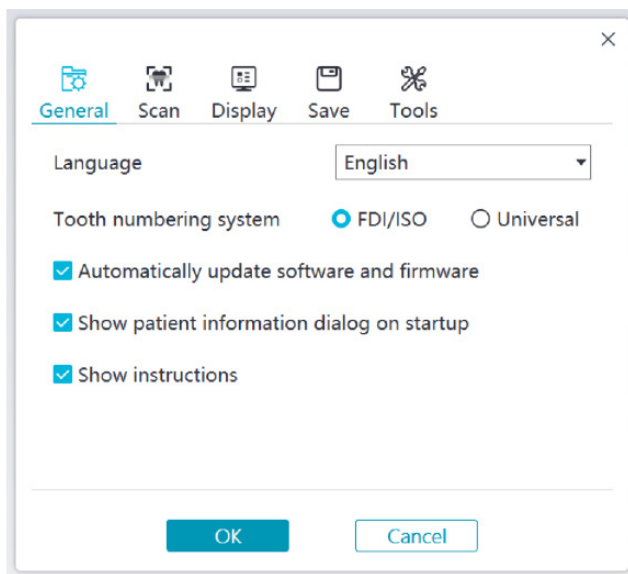 General Scan Display Save Tools
Language English
Tooth numbering system FDI/ISO Universal
Automatically update software and firmware
Show patient information dialog on startup
Show instructions
OK Cancel